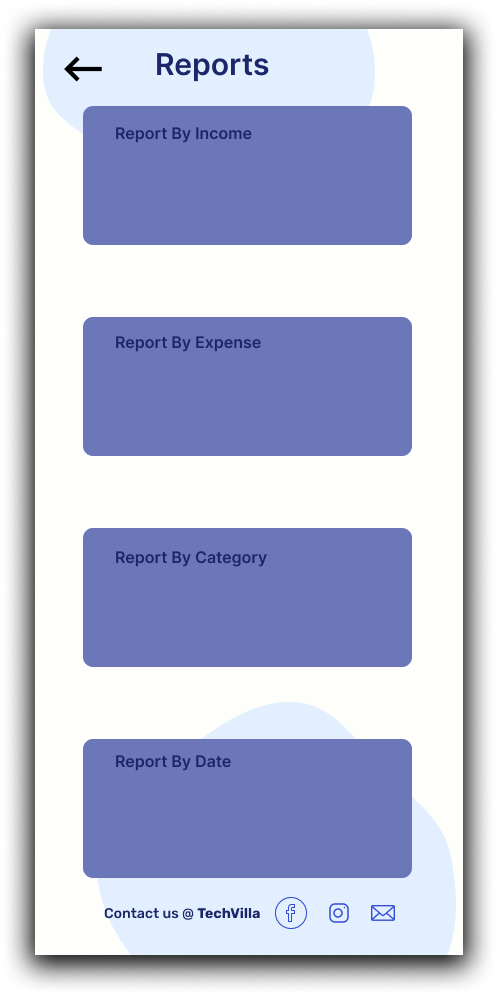 Reports
Report By Income
Report By Expense
Report By Category
Report By Date
Contact us @ TechVilla